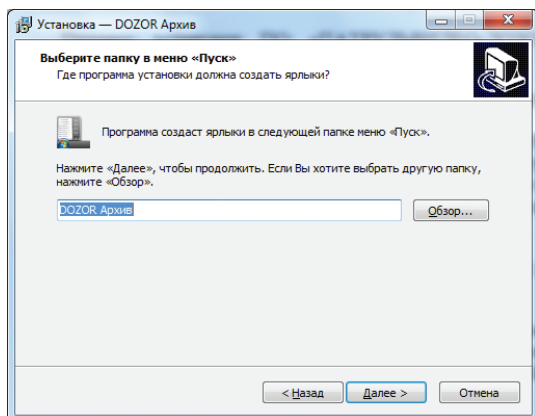 Установка — DOZOR Архив
Выберите папку в меню «Пуск»
Где программа установки должна создать ярлыки?
Программа создаст ярлыки в следующей папке меню «Пуск».
Нажмите «Далее», чтобы продолжить. Если Вы хотите выбрать другую папку,
нажмите «Обзор».
DOZOR Архив
Обзор...
< Назад
Далее >
Отмена